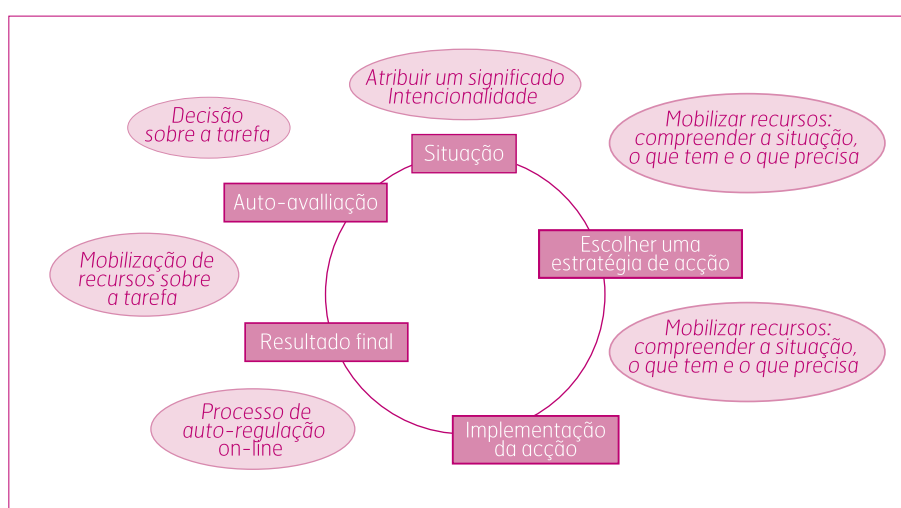 Atribuir um significado
Intencionalidade
Decisão
sobre a tarefa
Mobilizar recursos:
compreender a situação,
o que tem e o que precisa
Situação
Auto-avalliação
Escolher uma
estratégia de acção
Mobilização de
recursos sobre
a tarefa
Resultado final
Mobilizar recursos:
compreender a situação,
o que tem e o que precisa
Processo de
auto-regulação
on-line
Implementação
da acção